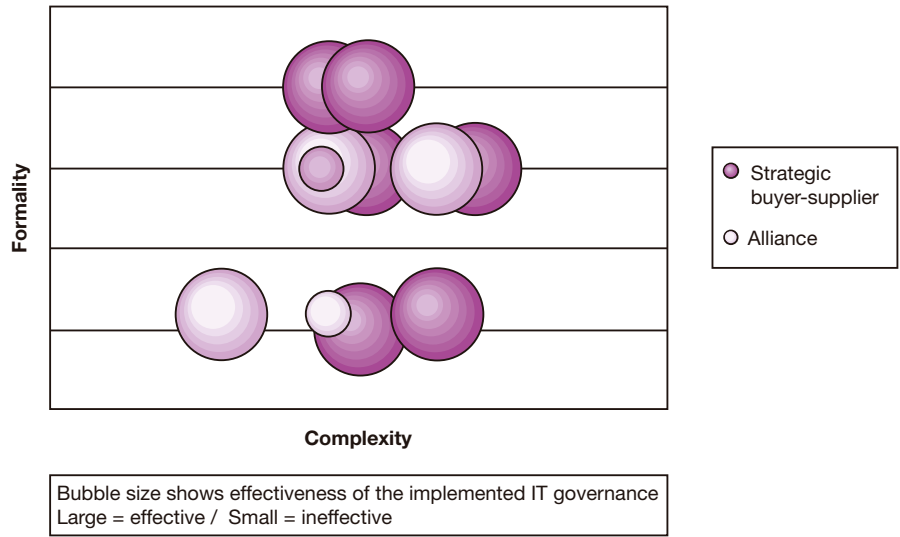 Formality
Strategic
buyer-supplier
Alliance
Complexity
Bubble size shows effectiveness of the implemented IT governance
Large = effective / Small = ineffective